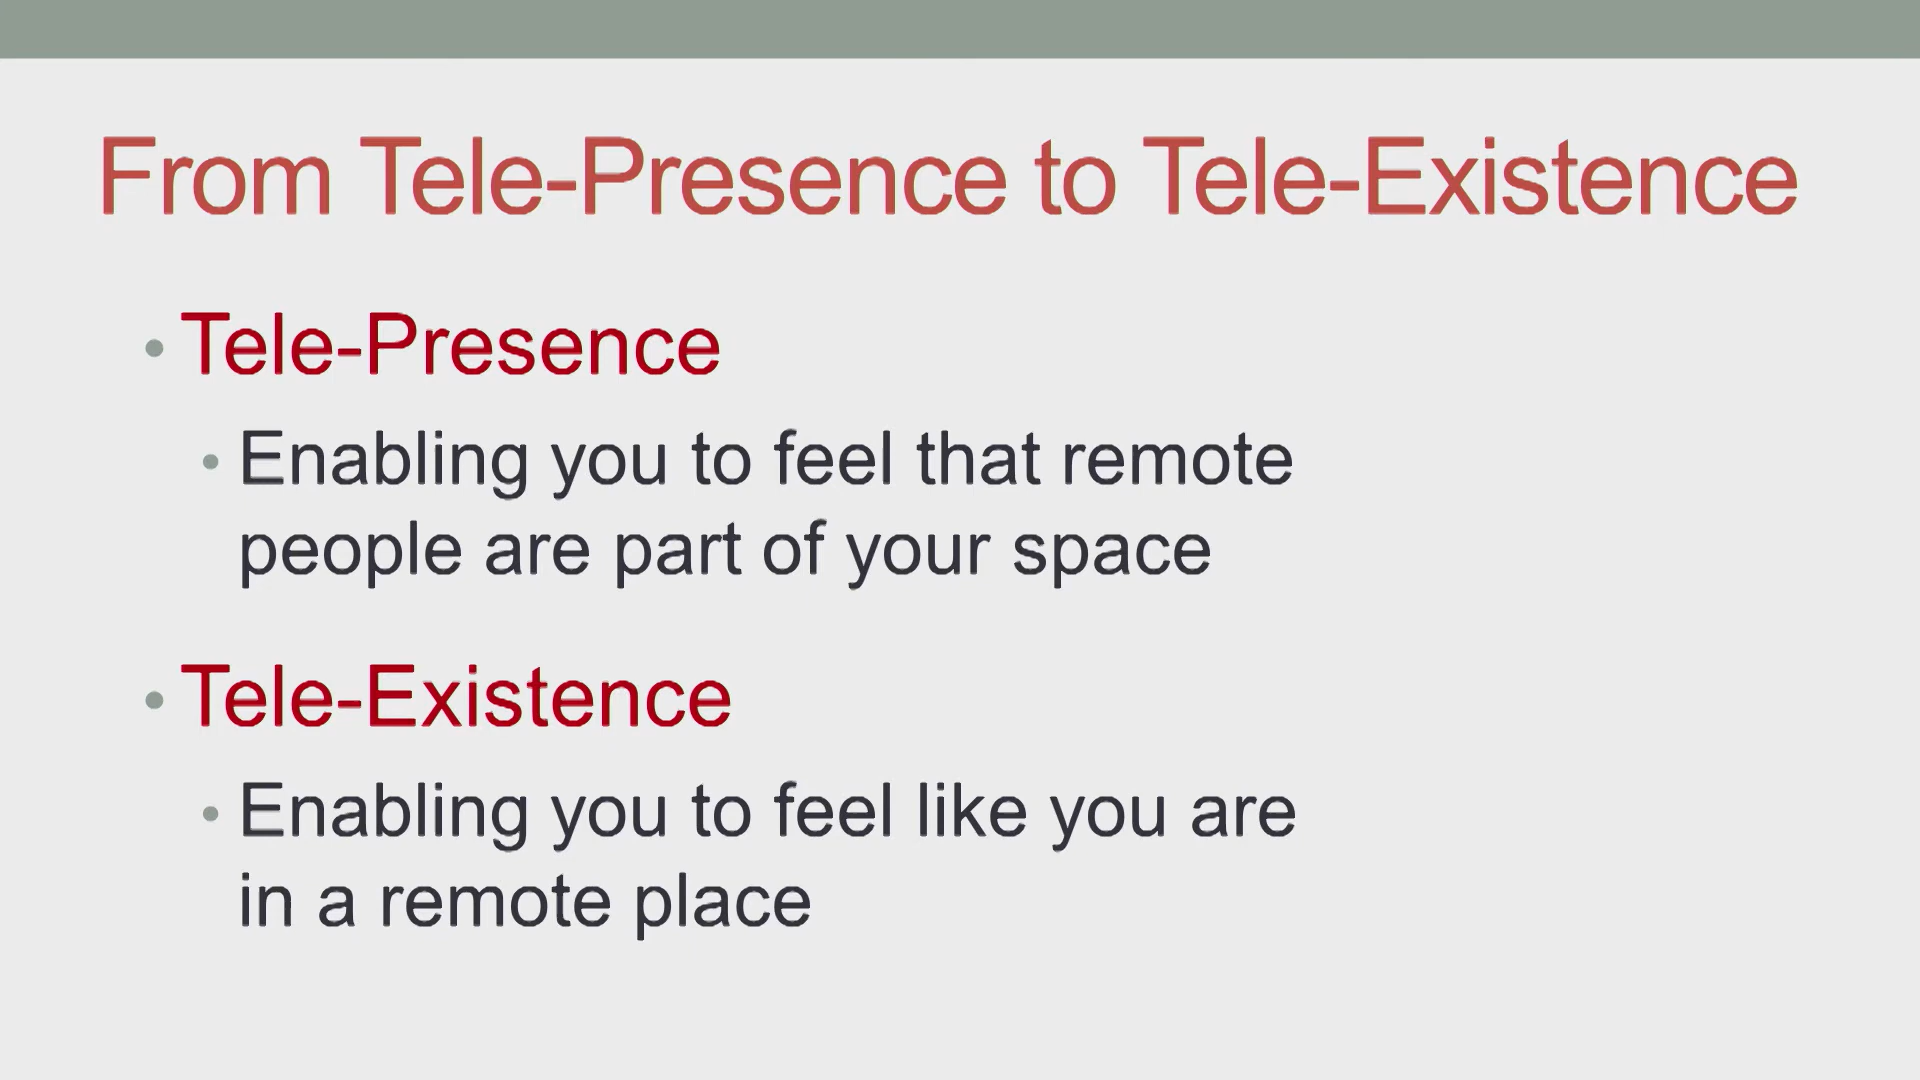 From Tele-Presence to Tele-Existence
• Tele-Presence
• Enabling you to feel that remote
people are part of your space
• Tele-Existence
• Enabling you to feel like you are
in a remote place